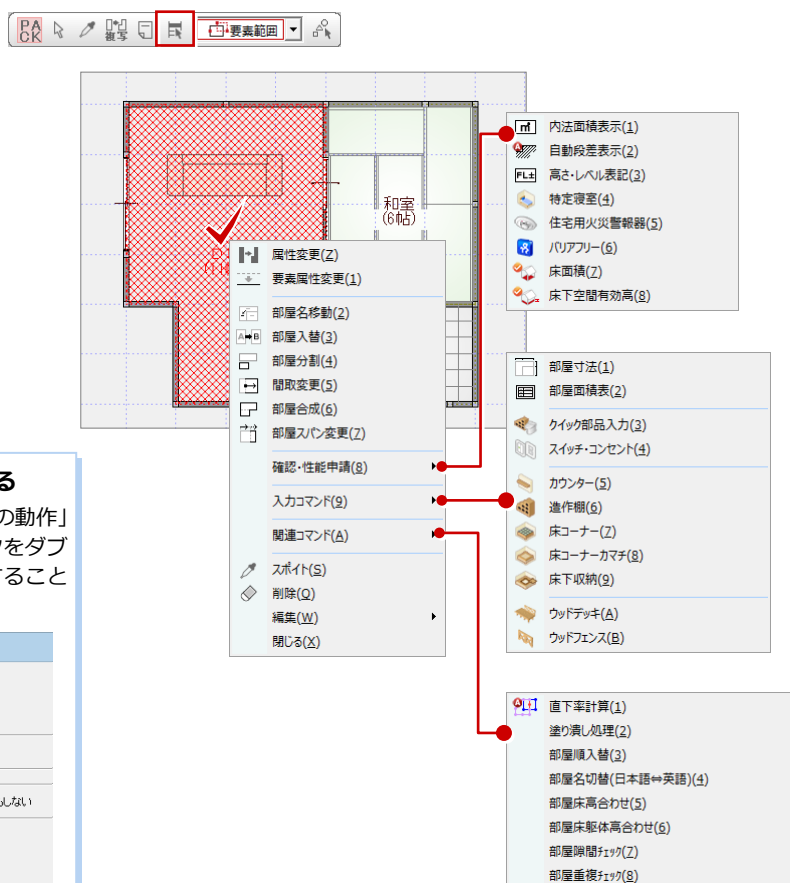 PACK
複写
要素範囲
和室
(6帖)
属性変更(Z)
要素属性変更(1)
部屋名移動(2)
部屋入替(3)
部屋分割(4)
間取変更(5)
部屋合成(6)
部屋スパン変更(7)
確認・性能申請(8)
入力コマンド(9)
関連コマンド(A)
スポイト(S)
削除(Q)
編集(W)
閉じる(X)
内法面積表示(1)
自動段差表示(2)
FL± 高さ・レベル表記(3)
特定寝室(4)
住宅用火災警報器(5)
バリアフリー(6)
床面積(7)
床下空間有効高(8)
部屋寸法(1)
部屋面積表(2)
クイック部品入力(3)
スイッチ・コンセント(4)
カウンター(5)
造作棚(6)
床コーナー(7)
床コーナーカマチ(8)
床下収納(9)
ウッドデッキ(A)
ウッドフェンス(B)
直下率計算(1)
塗り潰し処理(2)
部屋順入替(3)
部屋名切替(日本語⇔英語)(4)
部屋床高合わせ(5)
部屋床躯体高合わせ(6)
部屋隙間ﾁｪｯｸ(7)
部屋重複ﾁｪｯｸ(8)
る
の動作」
をダブ
ること
しない